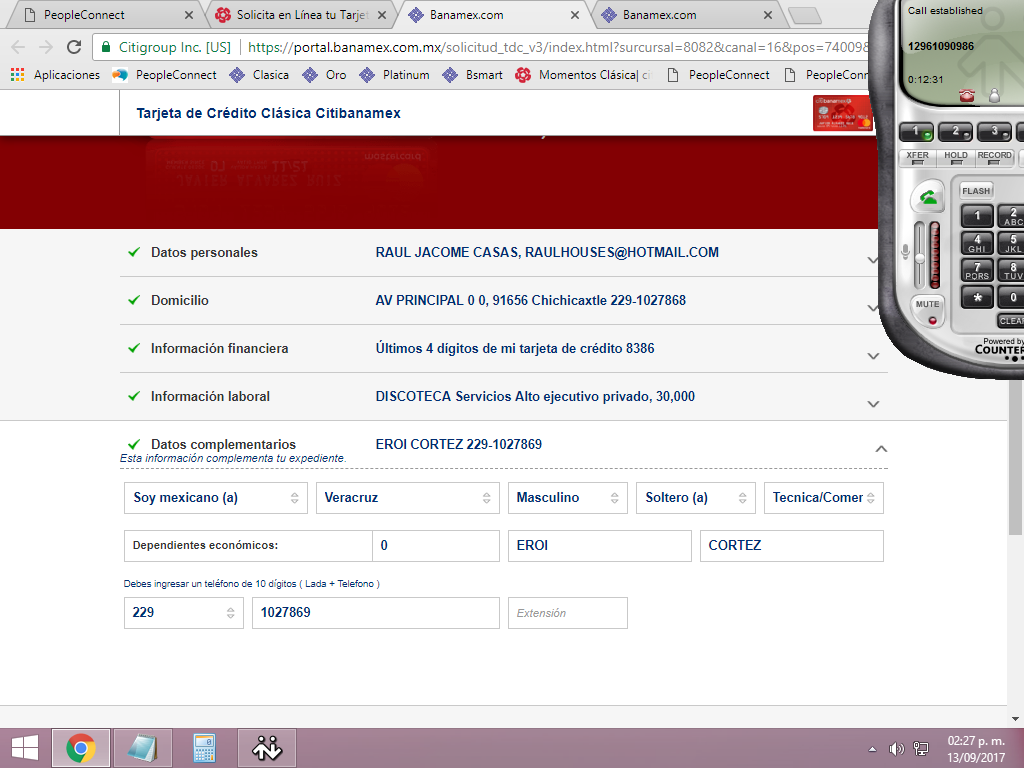 PeopleConnect
Solicita en Línea tu Tarje
Banamex.com
Banamex.com
Citigroup Inc. [US]
https://portal.banamex.com.mx/solicitud_tdc_v3/index.html?surcursal=8082&canal=16&pos=74009&
Aplicaciones
PeopleConnect
Clasica
Oro
Platinum
Bsmart
Momentos Clásica| ci
PeopleConnect
PeopleConn
Tarjeta de Crédito Clásica Citibanamex
Datos personales
RAUL JACOME CASAS, RAULHOUSES@HOTMAIL.COM
Domicilio
AV PRINCIPAL 0 0, 91656 Chichicaxtle 229-1027868
Información financiera
Últimos 4 dígitos de mi tarjeta de crédito 8386
Información laboral
DISCOTECA Servicios Alto ejecutivo privado, 30,000
Datos complementarios
EROI CORTEZ 229-1027869
Esta información complementa tu expediente.
Soy mexicano (a)
Veracruz
Masculino
Soltero (a)
Tecnica/Comer
Dependientes económicos:
0
EROI
CORTEZ
Debes ingresar un teléfono de 10 dígitos ( Lada + Telefono )
229
1027869
Extensión
Call established
12961090986
0:12:31
1
2
3
XFER
HOLD
RECORD
FLASH
1
2
ABC
4
GHI
5
JKL
7
PQRS
8
TUV
*
0
MUTE
CLEAR
Powered by
COUNTER
02:27 p. m.
13/09/2017